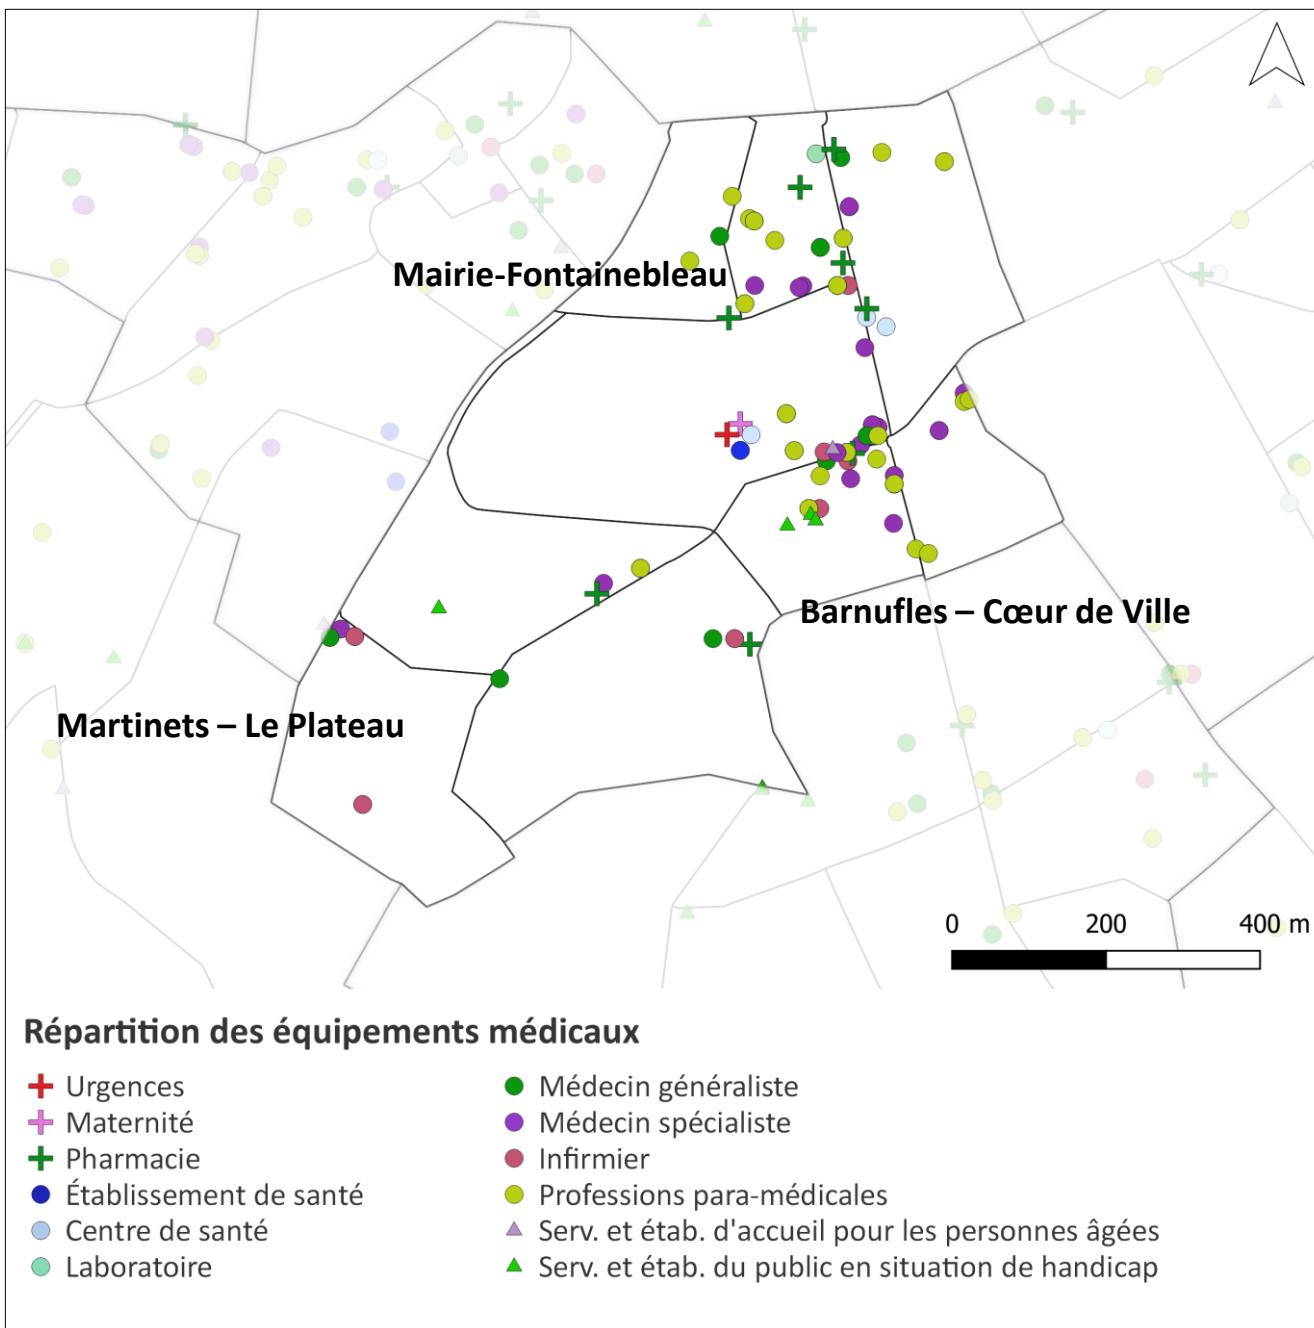 Mairie-Fontainebleau
Barnufles – Cœur de Ville
Martinets – Le Plateau
0 200 400 m
Répartition des équipements médicaux
Urgences
Maternité
Pharmacie
Établissement de santé
Centre de santé
Laboratoire
Médecin généraliste
Médecin spécialiste
Infirmier
Professions para-médicales
Serv. et étab. d'accueil pour les personnes âgées
Serv. et étab. du public en situation de handicap